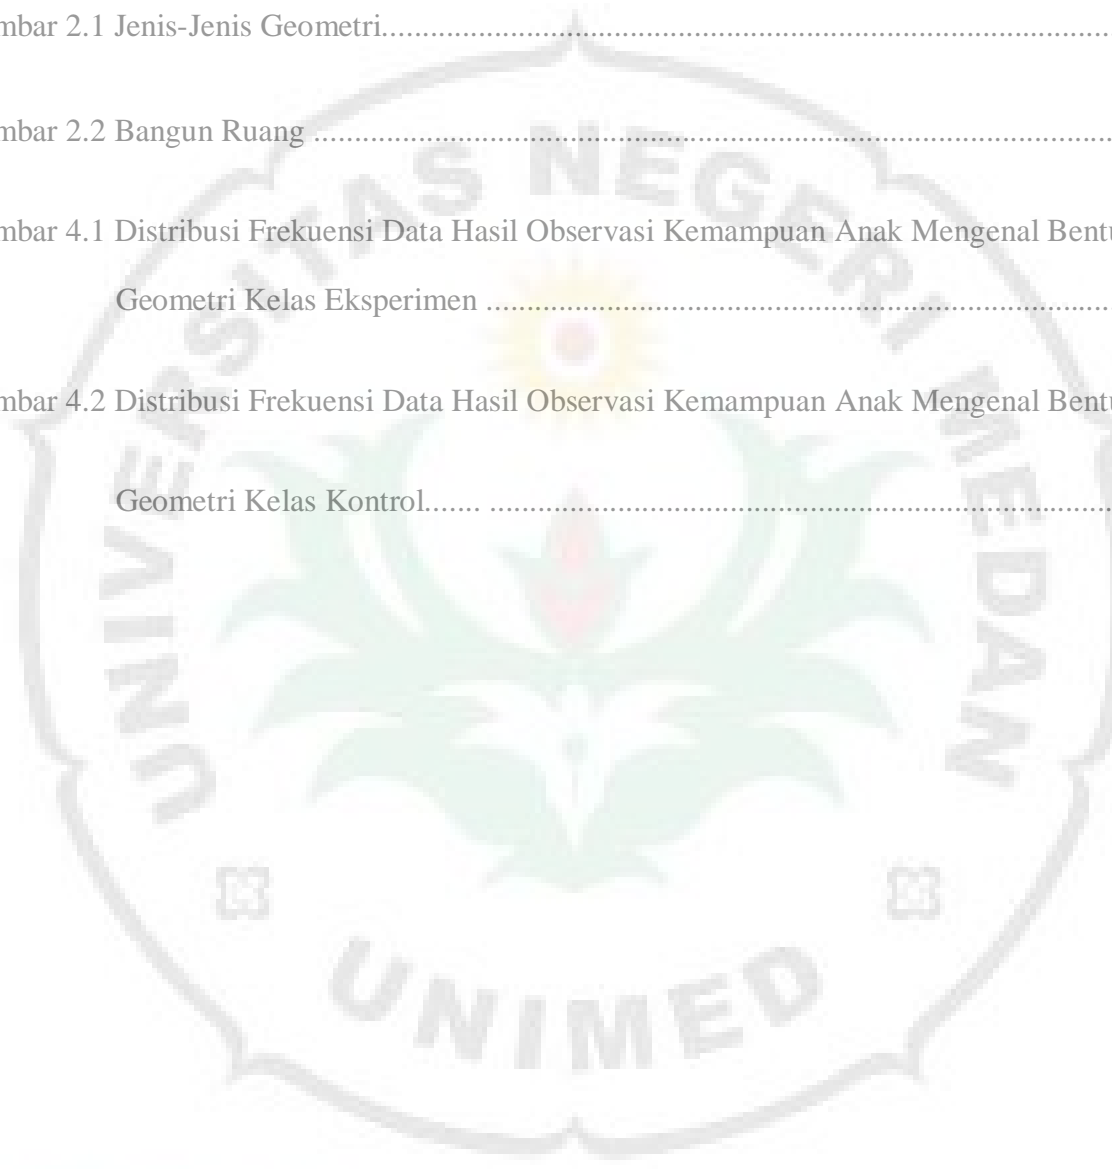 mbar 2.1 Jenis-Jenis Geometri....................................................................................................
mbar 2.2 Bangun Ruang ....................................................................................................
mbar 4.1 Distribusi Frekuensi Data Hasil Observasi Kemampuan Anak Mengenal Bentu
Geometri Kelas Eksperimen ................................................................................
mbar 4.2 Distribusi Frekuensi Data Hasil Observasi Kemampuan Anak Mengenal Bentu
Geometri Kelas Kontrol....... ................................................................................
UNIVERSITAS NEGERI MEDAN
UNIMED